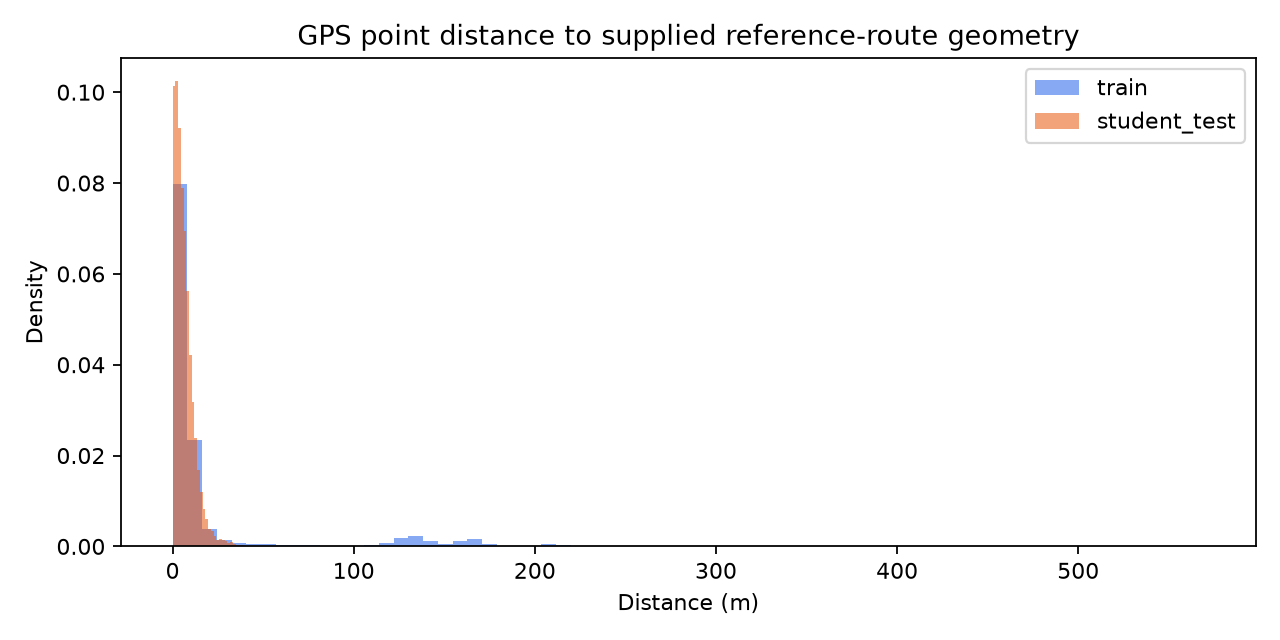 GPS point distance to supplied reference-route geometry
train
student_test
Density
0.10
0.08
0.06
0.04
0.02
0.00
0
100
200
300
400
500
Distance (m)